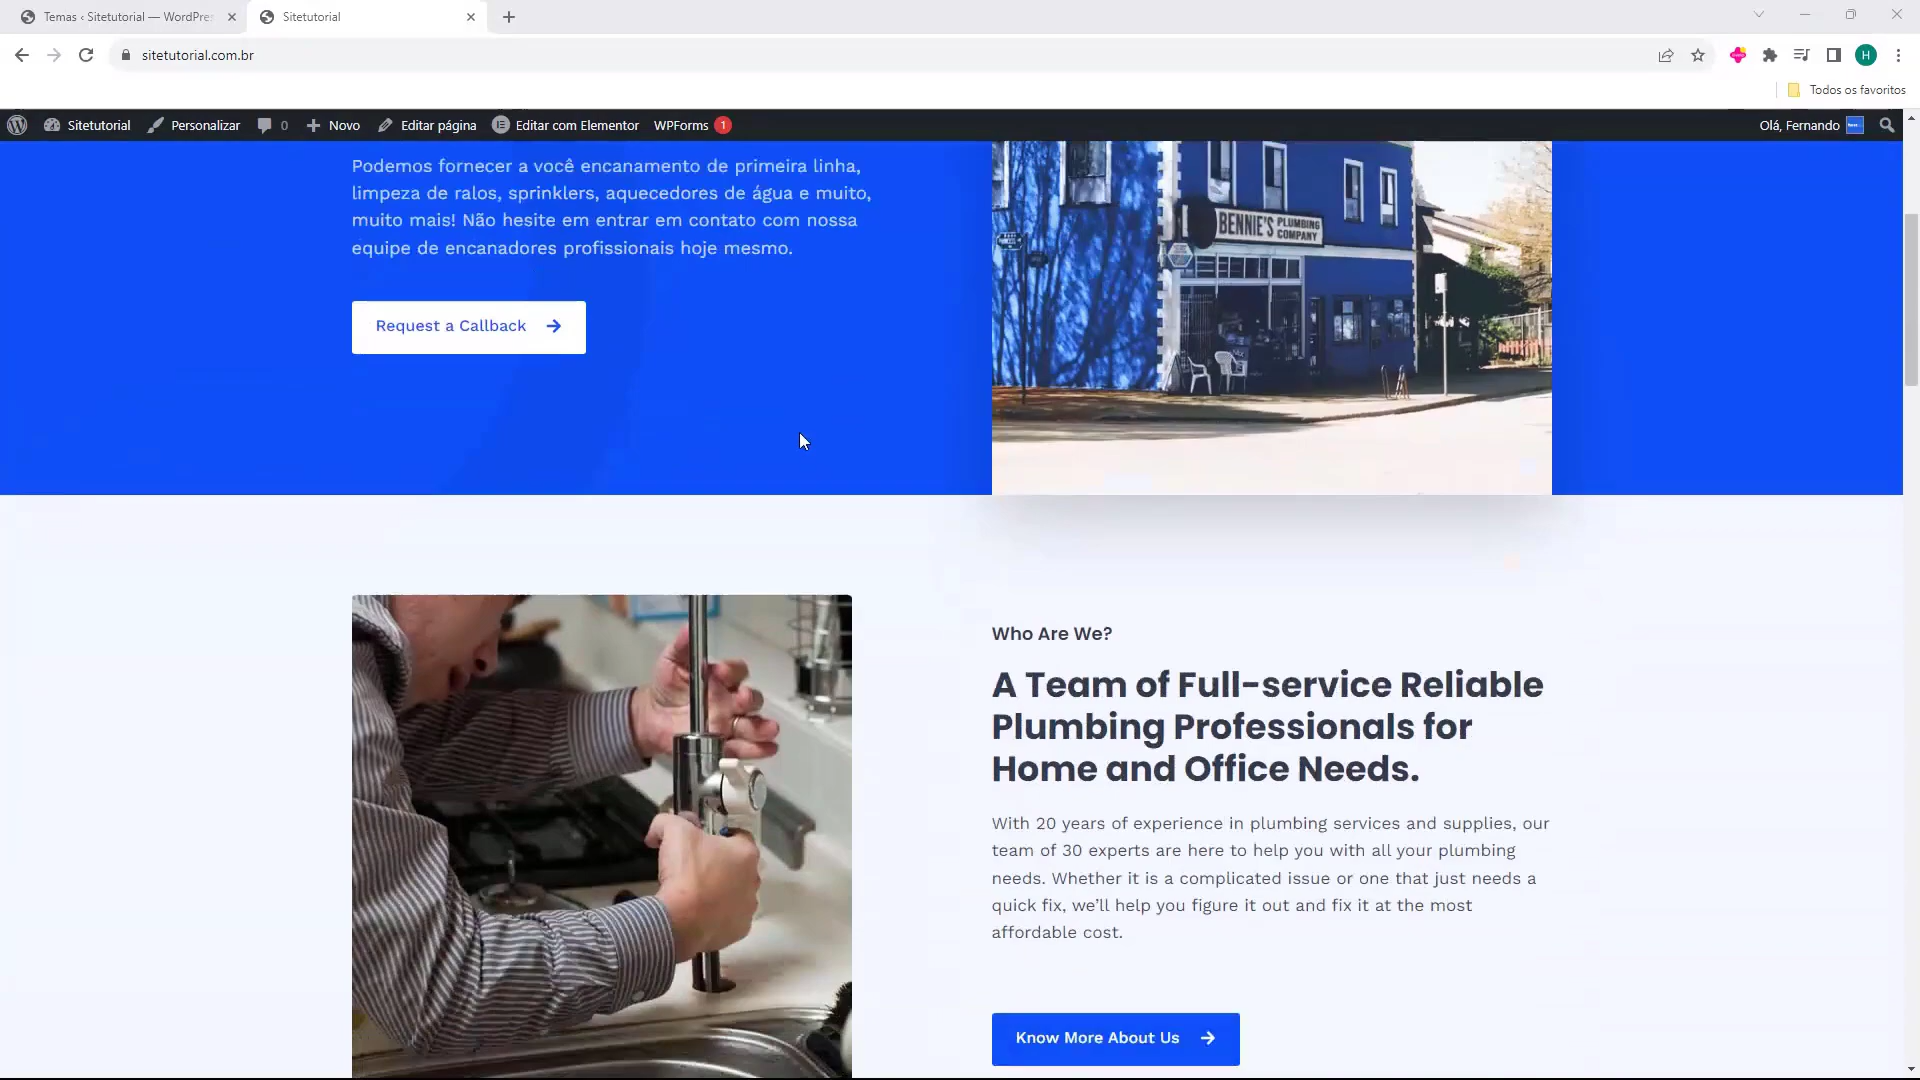 Temas ‹ Sitetutorial — WordPres
Sitetutorial
sitetutorial.com.br
H
Todos os favoritos
Sitetutorial
Personalizar
0
Novo
Editar página
Editar com Elementor
WPForms 1
Olá, Fernando
Podemos fornecer a você encanamento de primeira linha,
limpeza de ralos, sprinklers, aquecedores de água e muito,
muito mais! Não hesite em entrar em contato com nossa
equipe de encanadores profissionais hoje mesmo.
Request a Callback
BENNIE'S PLUMBING
COMPANY
Who Are We?
A Team of Full-service Reliable
Plumbing Professionals for
Home and Office Needs.
With 20 years of experience in plumbing services and supplies, our
team of 30 experts are here to help you with all your plumbing
needs. Whether it is a complicated issue or one that just needs a
quick fix, we’ll help you figure it out and fix it at the most
affordable cost.
Know More About Us